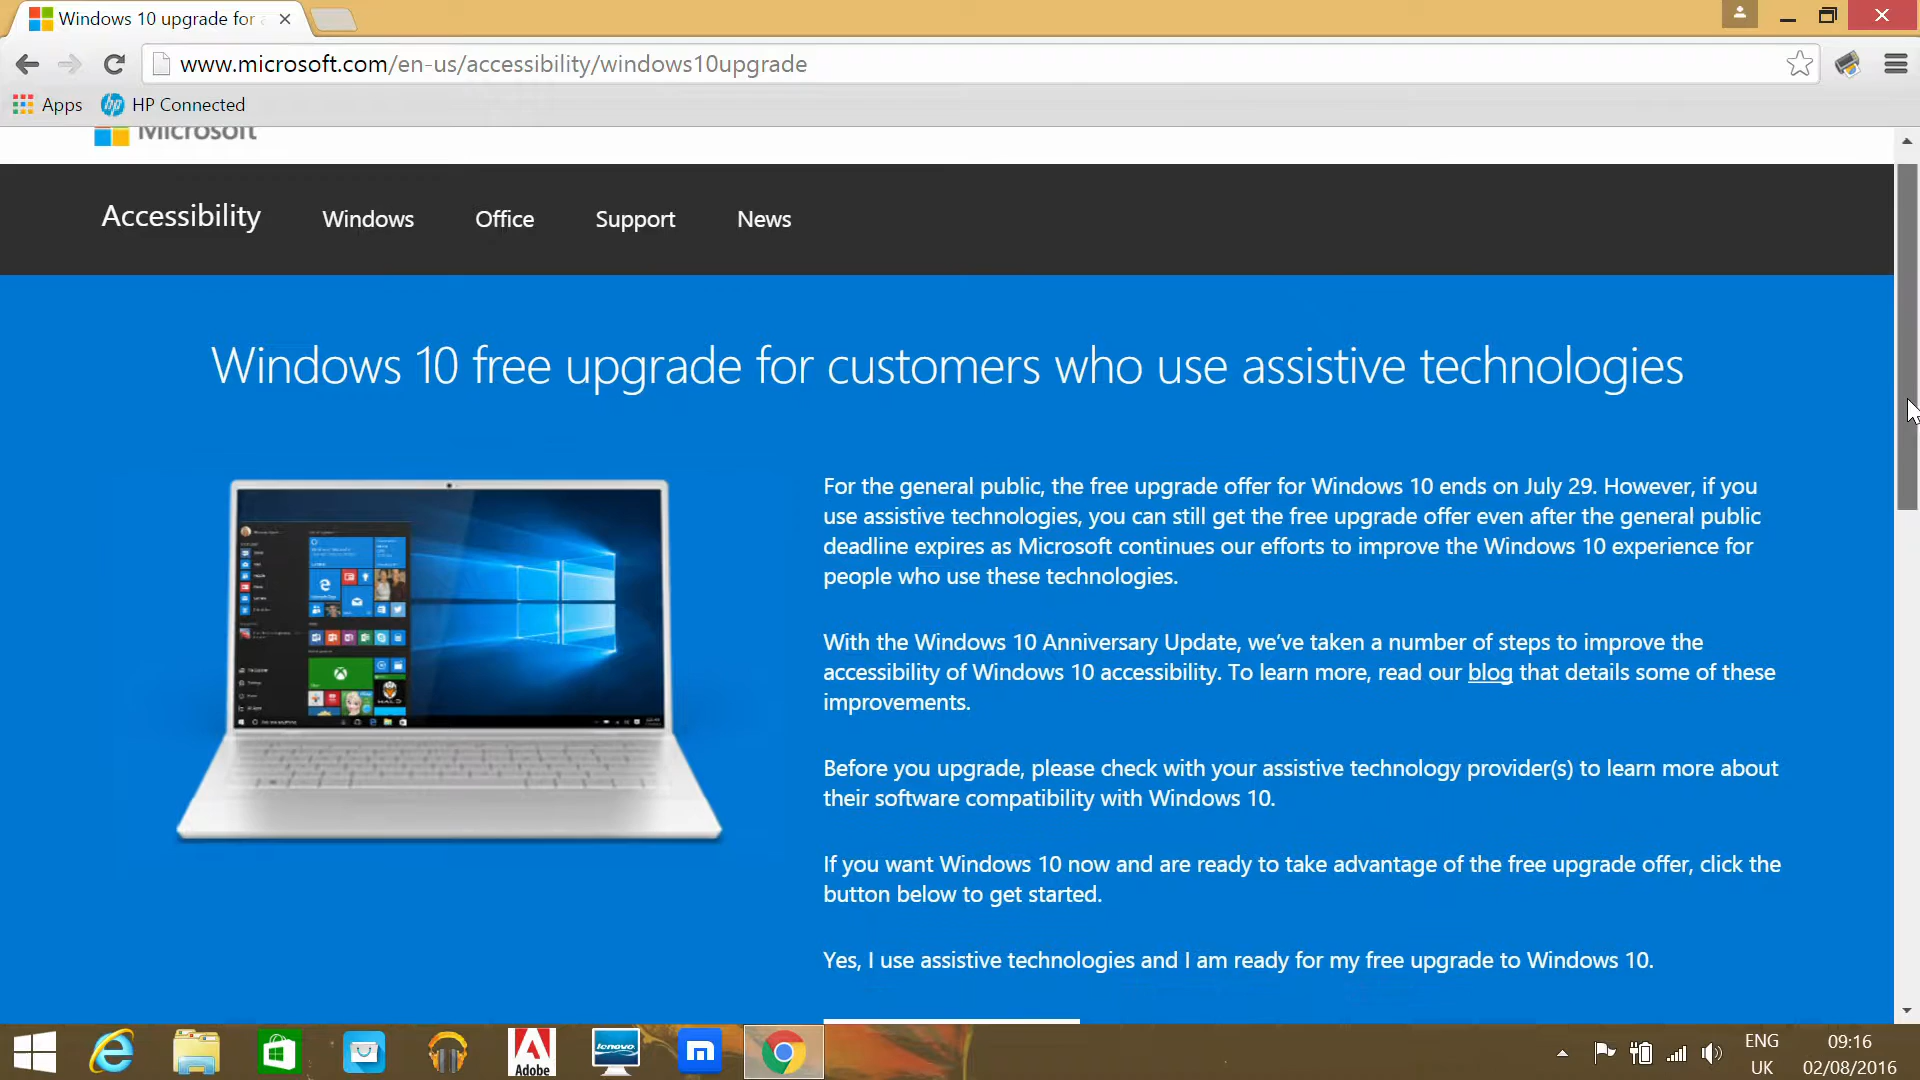 Windows 10 upgrade for a
www.microsoft.com/en-us/accessibility/windows10upgrade
Apps HP Connected
Microsoft
Accessibility Windows Office Support News
Windows 10 free upgrade for customers who use assistive technologies
For the general public, the free upgrade offer for Windows 10 ends on July 29. However, if you
use assistive technologies, you can still get the free upgrade offer even after the general public
deadline expires as Microsoft continues our efforts to improve the Windows 10 experience for
people who use these technologies.
With the Windows 10 Anniversary Update, we've taken a number of steps to improve the
accessibility of Windows 10 accessibility. To learn more, read our blog that details some of these
improvements.
Before you upgrade, please check with your assistive technology provider(s) to learn more about
their software compatibility with Windows 10.
If you want Windows 10 now and are ready to take advantage of the free upgrade offer, click the
button below to get started.
Yes, I use assistive technologies and I am ready for my free upgrade to Windows 10.
Adobe
lenovo
ENG
UK
09:16
02/08/2016